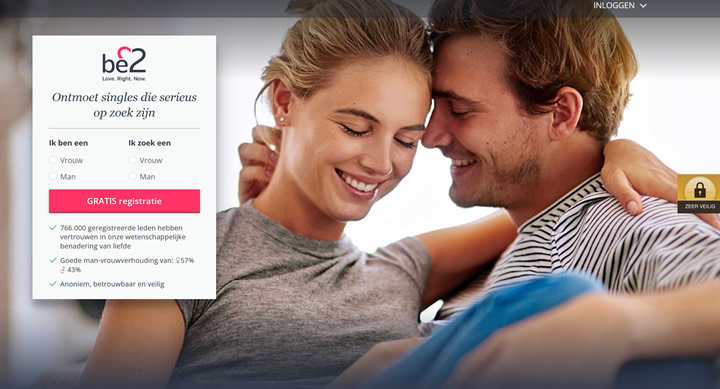 INLOGGEN
be2
Love. Right. Now.
Ontmoet singles die serieus
op zoek zijn
Ik ben een Ik zoek een
Vrouw Vrouw
Man Man
GRATIS registratie
766.000 geregistreerde leden hebben
vertrouwen in onze wetenschappelijke
benadering van liefde
Goede man-vrouwverhouding van: ♀57%
♂ 43%
Anoniem, betrouwbaar en veilig
ZEER VEILIG